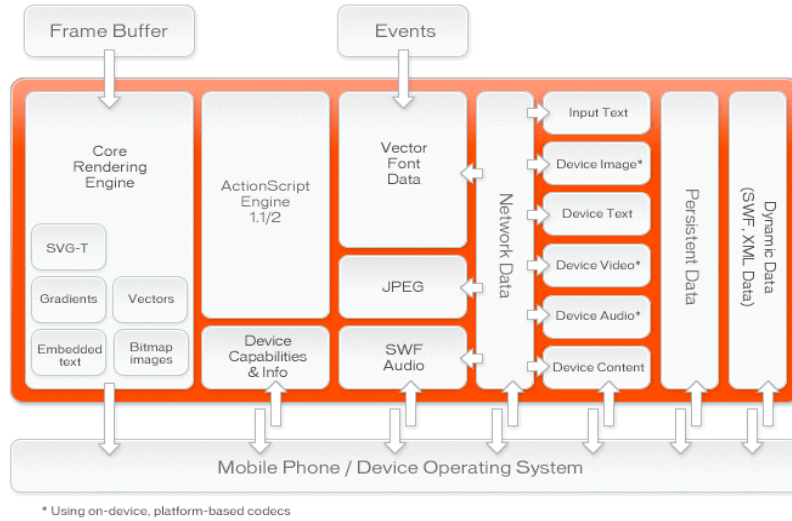 Frame Buffer
Events
Core
Rendering
Engine
SVG-T
Gradients
Vectors
Embedded
text
Bitmap
images
ActionScript
Engine
1.1/2
Device
Capabilities
& Info
Vector
Font
Data
JPEG
SWF
Audio
Network Data
Input Text
Device Image*
Device Text
Device Video*
Device Audio*
Device Content
Persistent Data
Dynamic Data
(SWF, XML Data)
Mobile Phone / Device Operating System
* Using on-device, platform-based codecs